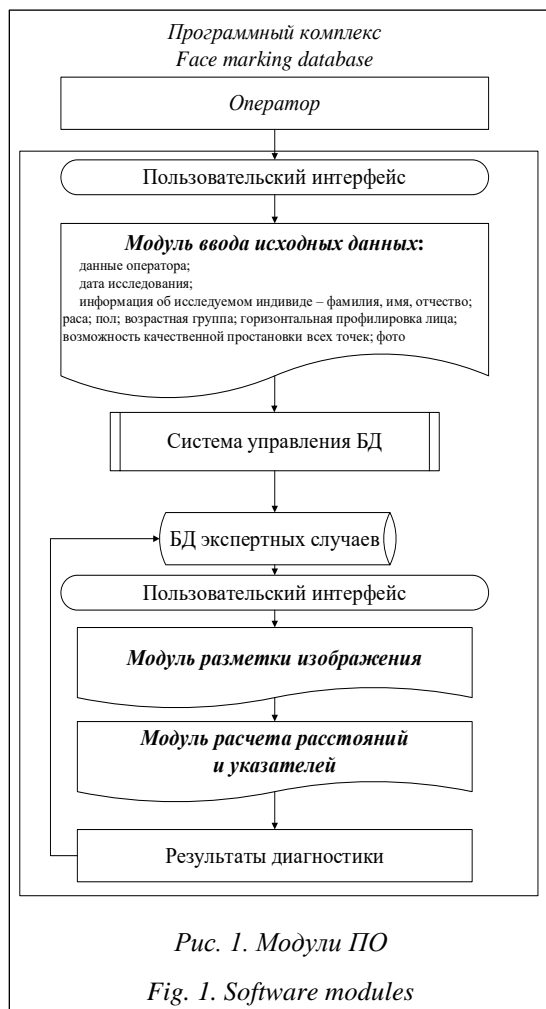 Программный комплекс
Face marking database
Оператор
Пользовательский интерфейс
Модуль ввода исходных данных:
данные оператора;
дата исследования;
информация об исследуемом индивиде – фамилия, имя, отчество;
раса; пол; возрастная группа; горизонтальная профилировка лица;
возможность качественной простановки всех точек; фото
Система управления БД
БД экспертных случаев
Пользовательский интерфейс
Модуль разметки изображения
Модуль расчета расстояний
и указателей
Результаты диагностики
Рис. 1. Модули ПО
Fig. 1. Software modules